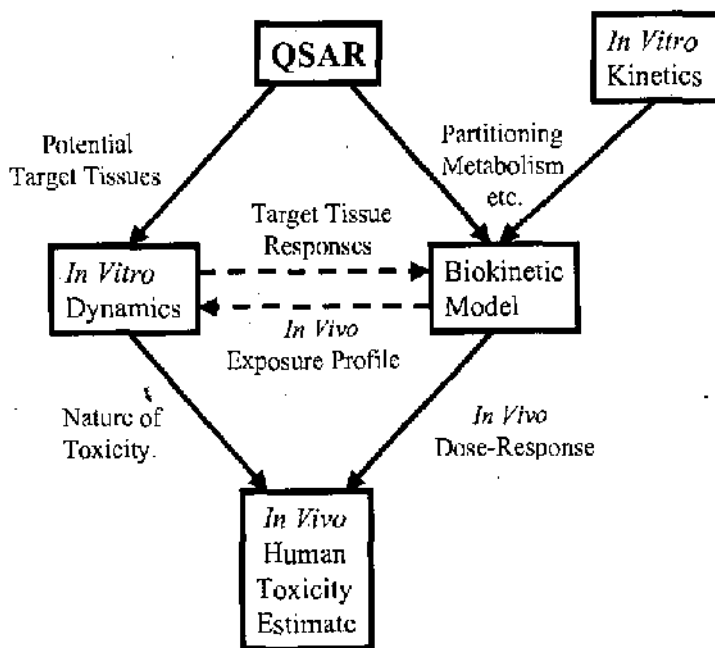 QSAR
In Vitro
Kinetics
Potential
Target Tissues
Partitioning
Metabolism
etc.
Target Tissue
Responses
In Vitro
Dynamics
Biokinetic
Model
In Vivo
Exposure Profile
Nature of
Toxicity.
In Vivo
Dose-Response
In Vivo
Human
Toxicity
Estimate